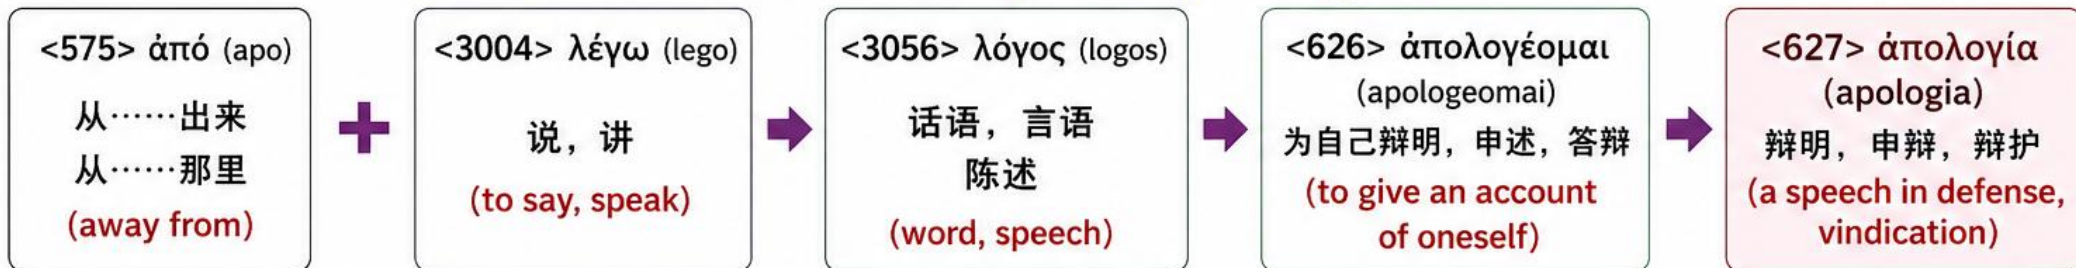 <575> ἀπό (apo)
从……出来
从……那里
(away from)
<3004> λέγω (lego)
说，讲
(to say, speak)
<3056> λόγος (logos)
话语，言语
陈述
(word, speech)
<626> ἀπολογέομαι
(apologeomai)
为自己辩明，申述，答辩
(to give an account
of oneself)
<627> ἀπολογία
(apologia)
辩明，申辩，辩护
(a speech in defense,
vindication)